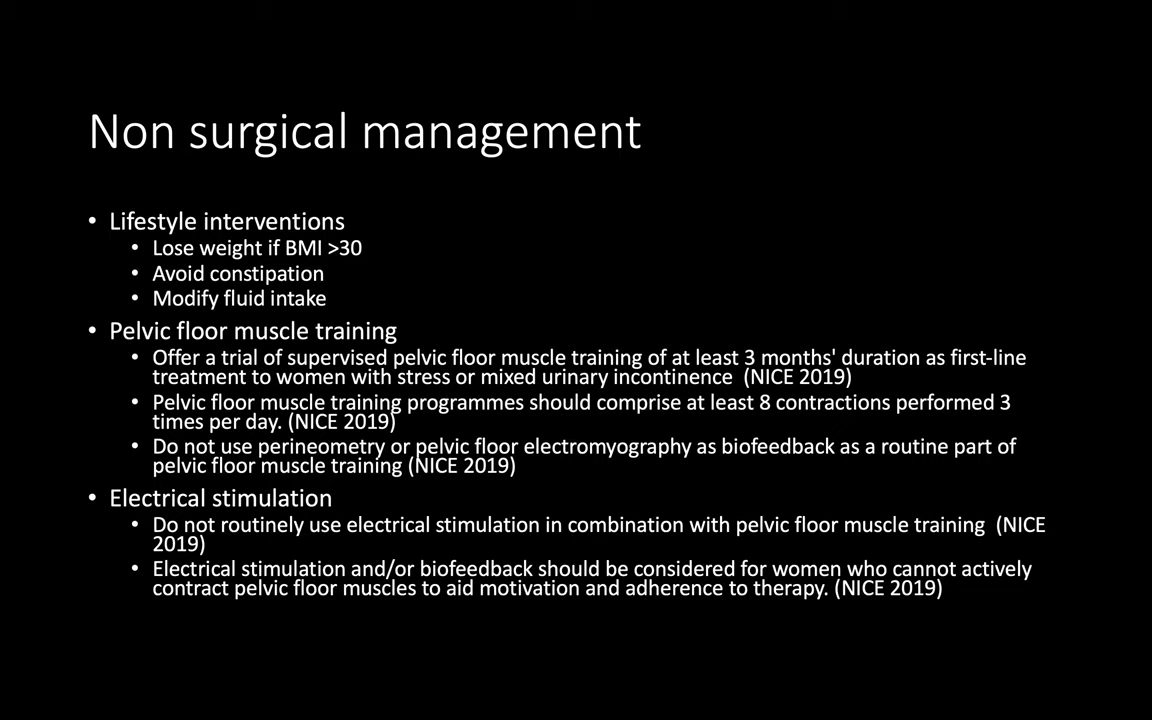 Non surgical management
• Lifestyle interventions
• Lose weight if BMI >30
• Avoid constipation
• Modify fluid intake
• Pelvic floor muscle training
• Offer a trial of supervised pelvic floor muscle training of at least 3 months' duration as first-line
treatment to women with stress or mixed urinary incontinence  (NICE 2019)
• Pelvic floor muscle training programmes should comprise at least 8 contractions performed 3
times per day. (NICE 2019)
• Do not use perineometry or pelvic floor electromyography as biofeedback as a routine part of
pelvic floor muscle training (NICE 2019)
• Electrical stimulation
• Do not routinely use electrical stimulation in combination with pelvic floor muscle training  (NICE
2019)
• Electrical stimulation and/or biofeedback should be considered for women who cannot actively
contract pelvic floor muscles to aid motivation and adherence to therapy. (NICE 2019)